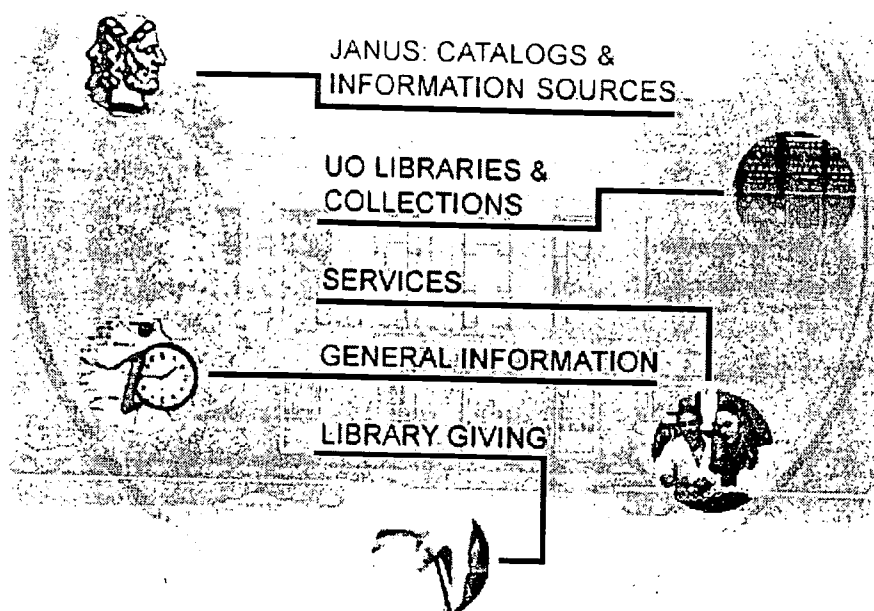 JANUS: CATALOGS &
INFORMATION SOURCES
UO LIBRARIES &
COLLECTIONS
SERVICES
GENERAL INFORMATION
LIBRARY GIVING